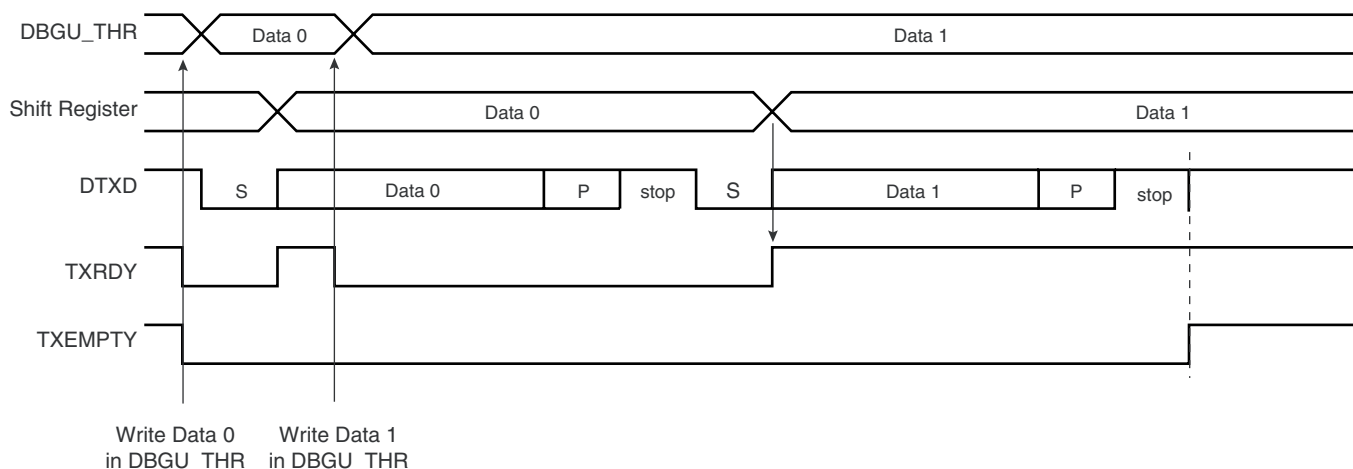 DBGU_THR
Data 0
Data 1
Shift Register
Data 0
Data 1
DTXD
S
Data 0
P
stop
S
Data 1
P
stop
TXRDY
TXEMPTY
Write Data 0
in DBGU_THR
Write Data 1
in DBGU_THR